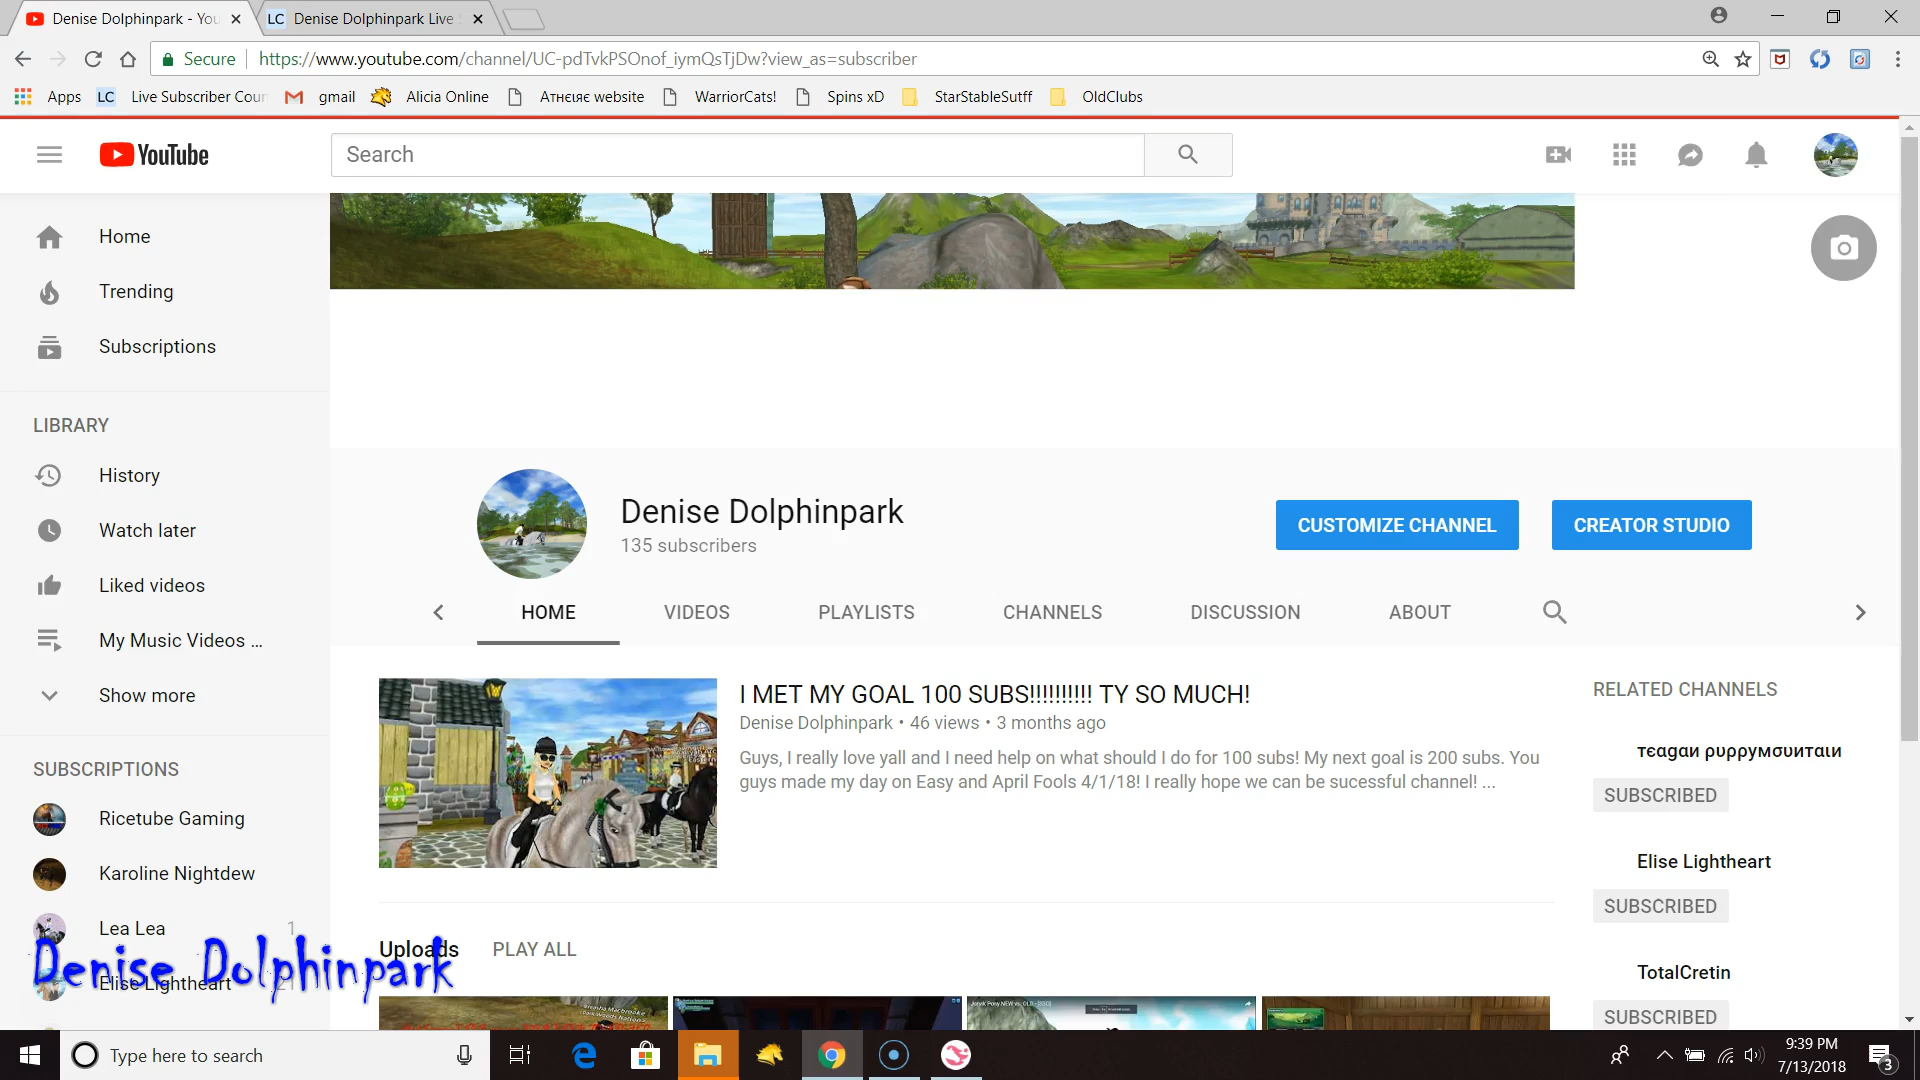 Denise Dolphinpark - You
LC Denise Dolphinpark Live
Secure https://www.youtube.com/channel/UC-pdTvkPSOnof_iymQsTjDw?view_as=subscriber
Apps LC Live Subscriber Coun gmail Alicia Online Aтнєιяє website WarriorCats! Spins xD StarStableSutff OldClubs
YouTube
Search
Home
Trending
Subscriptions
LIBRARY
History
Watch later
Liked videos
My Music Videos ...
Show more
SUBSCRIPTIONS
Ricetube Gaming
Karoline Nightdew
Lea Lea 1
Elise Lightheart 21
Denise Dolphinpark
Denise Dolphinpark
135 subscribers
CUSTOMIZE CHANNEL
CREATOR STUDIO
HOME VIDEOS PLAYLISTS CHANNELS DISCUSSION ABOUT
I MET MY GOAL 100 SUBS!!!!!!!!!! TY SO MUCH!
Denise Dolphinpark • 46 views • 3 months ago
Guys, I really love yall and I need help on what should I do for 100 subs! My next goal is 200 subs. You
guys made my day on Easy and April Fools 4/1/18! I really hope we can be sucessful channel! ...
Uploads PLAY ALL
RELATED CHANNELS
SUBSCRIBED
Elise Lightheart
SUBSCRIBED
TotalCretin
SUBSCRIBED
Type here to search
9:39 PM
7/13/2018
3